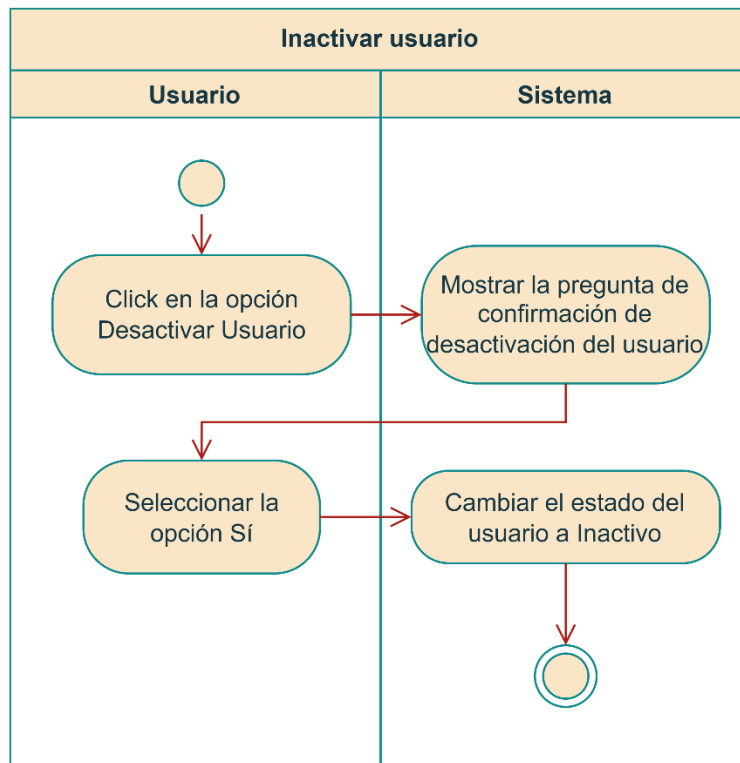 Inactivar usuario
Usuario
Sistema
Click en la opción
Desactivar Usuario
Mostrar la pregunta de
confirmación de
desactivación del usuario
Seleccionar la
opción Sí
Cambiar el estado del
usuario a Inactivo